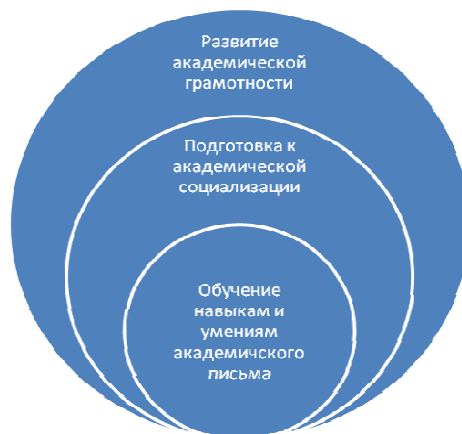 Развитие
академической
грамотности
Подготовка к
академической
социализации
Обучение
навыкам и
умениям
академичского
письма